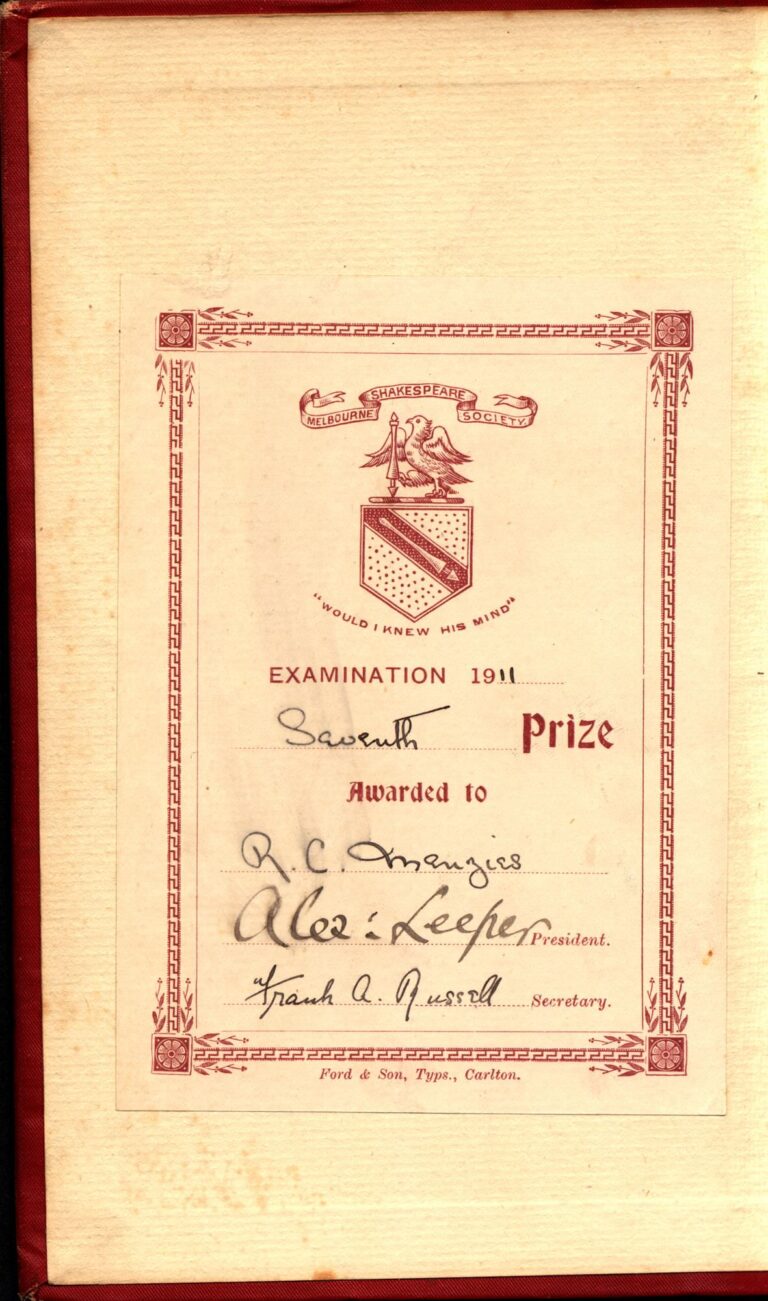 MELBOURNE SHAKESPEARE SOCIETY.
"WOULD I KNEW HIS MIND"
EXAMINATION 1911
Seventh Prize
Awarded to
R. C. Menzies
Alex: Leeper President.
Frank A. Russell Secretary.
Ford & Son, Typs., Carlton.